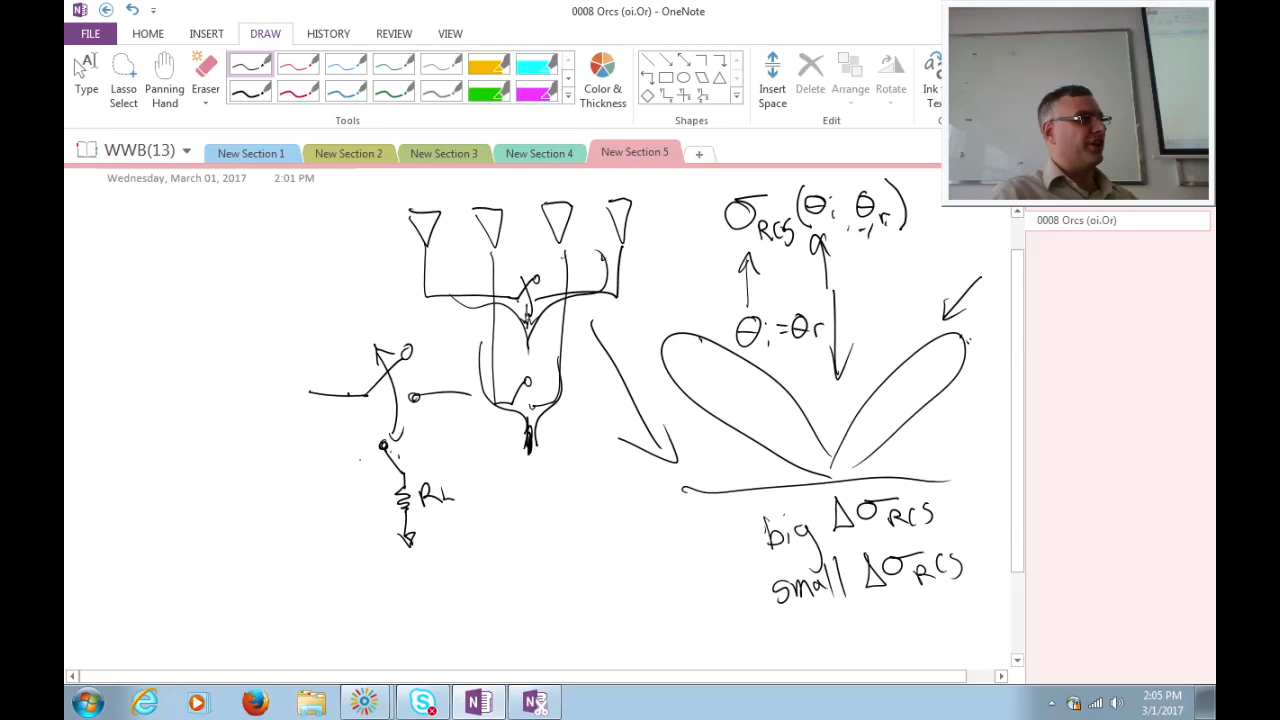 0008 Orcs (oi.Or) - OneNote
FILE HOME INSERT DRAW HISTORY REVIEW VIEW
Type
Lasso Select
Panning Hand
Eraser
Color & Thickness
Insert Space
Delete
Arrange
Rotate
Ink to
Tools
Shapes
Edit
WWB(13) New Section 1 New Section 2 New Section 3 New Section 4 New Section 5
Wednesday, March 01, 2017 2:01 PM
0008 Orcs (oi.Or)
σRCS (θi, θr)
θi = θr
RL
big ΔσRCS
small ΔσRCS
2:05 PM
3/1/2017